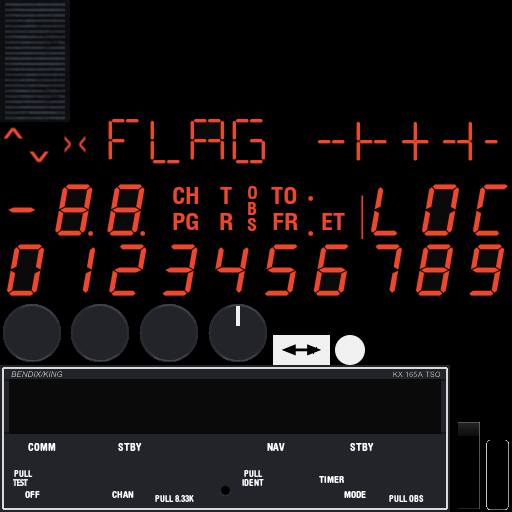 FLAG
-8.8. CH T OBS TO . | LOC
PG R FR : ET
0123456789
BENDIX/KING KX 165A TSO
COMM STBY NAV STBY
PULL TEST PULL IDENT TIMER
OFF CHAN PULL 8.33K MODE PULL OBS